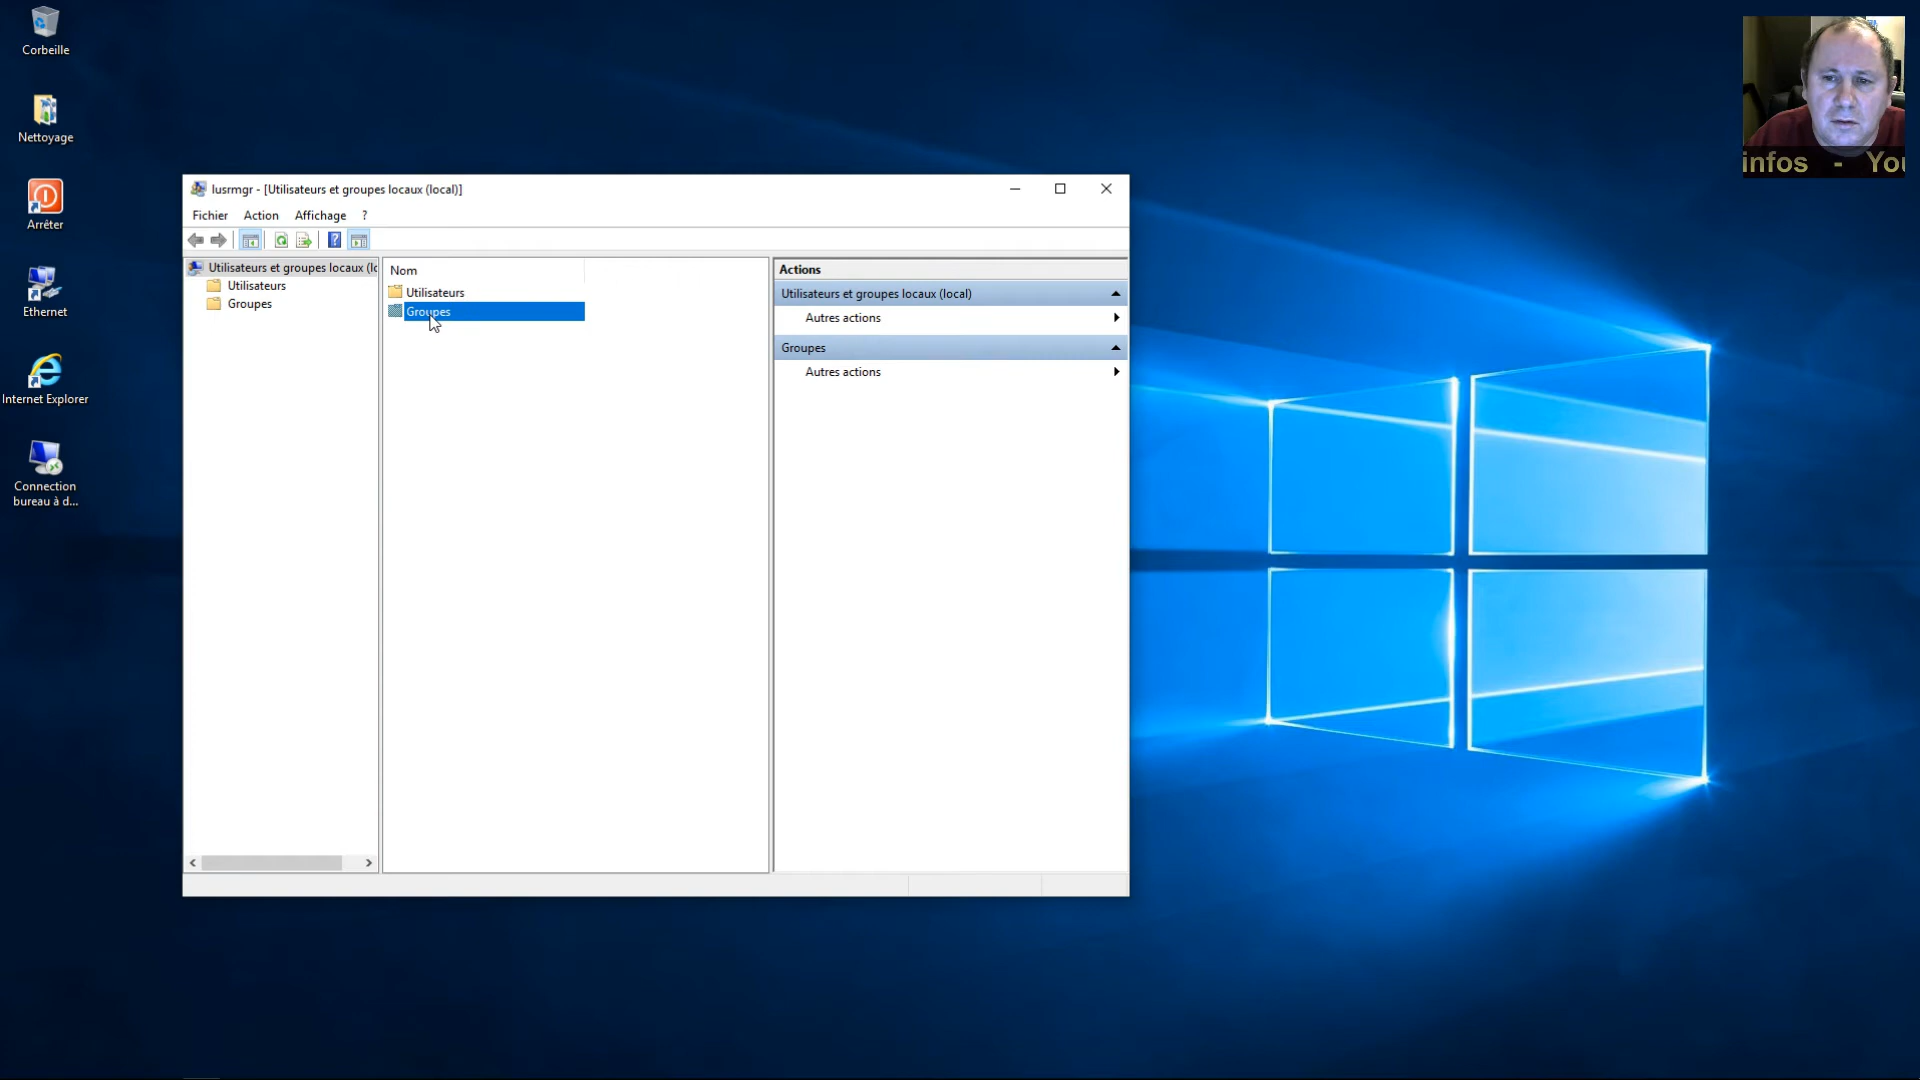 Corbeille
Nettoyage
Arrêter
Ethernet
Internet Explorer
Connection
bureau à d...
lusrmgr - [Utilisateurs et groupes locaux (local)]
Fichier Action Affichage ?
Utilisateurs et groupes locaux (lo
Utilisateurs
Groupes
Nom
Utilisateurs
Groupes
Actions
Utilisateurs et groupes locaux (local)
Autres actions
Groupes
Autres actions
infos - You